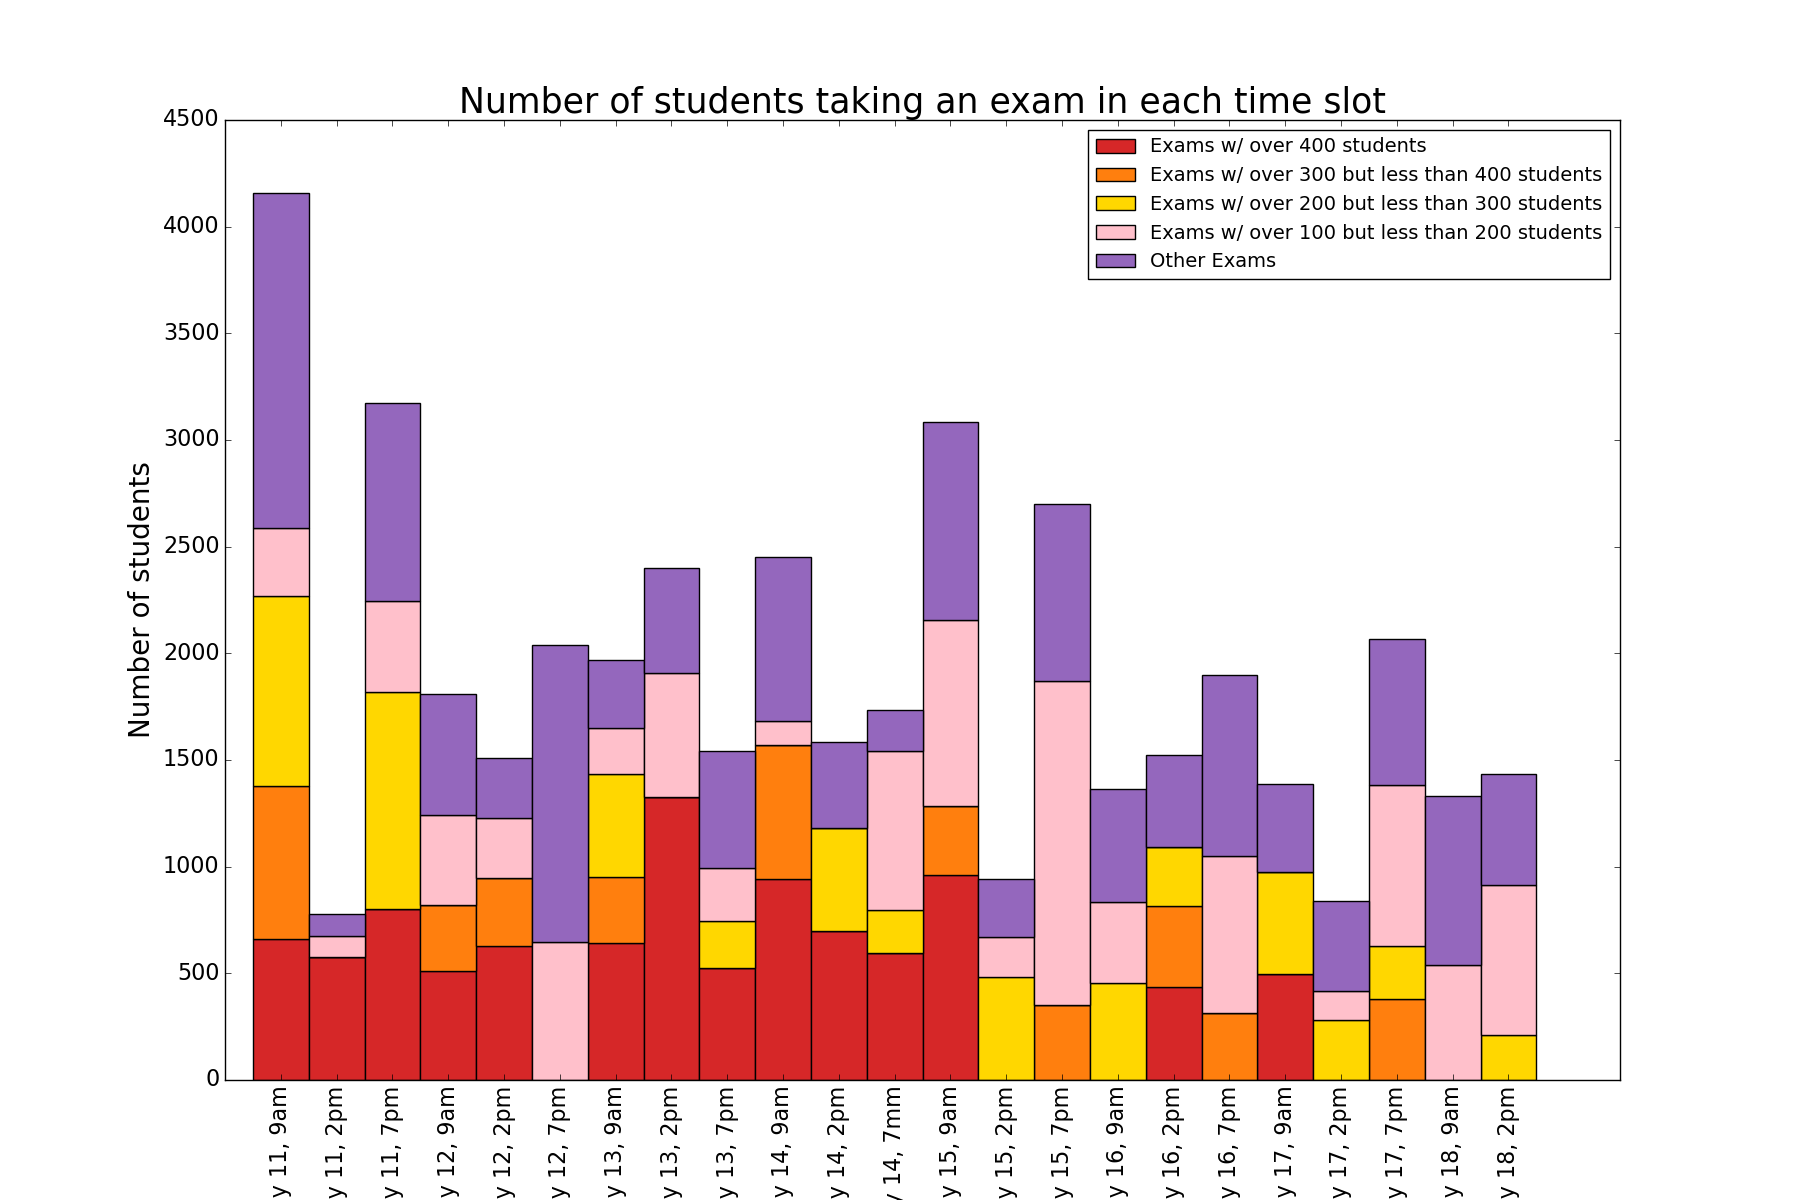 Number of students taking an exam in each time slot
Number of students
4500
4000
3500
3000
2500
2000
1500
1000
500
0
Exams w/ over 400 students
Exams w/ over 300 but less than 400 students
Exams w/ over 200 but less than 300 students
Exams w/ over 100 but less than 200 students
Other Exams
y 11, 9am
y 11, 2pm
y 11, 7pm
y 12, 9am
y 12, 2pm
y 12, 7pm
y 13, 9am
y 13, 2pm
y 13, 7pm
y 14, 9am
y 14, 2pm
y 14, 7mm
y 15, 9am
y 15, 2pm
y 15, 7pm
y 16, 9am
y 16, 2pm
y 16, 7pm
y 17, 9am
y 17, 2pm
y 17, 7pm
y 18, 9am
y 18, 2pm